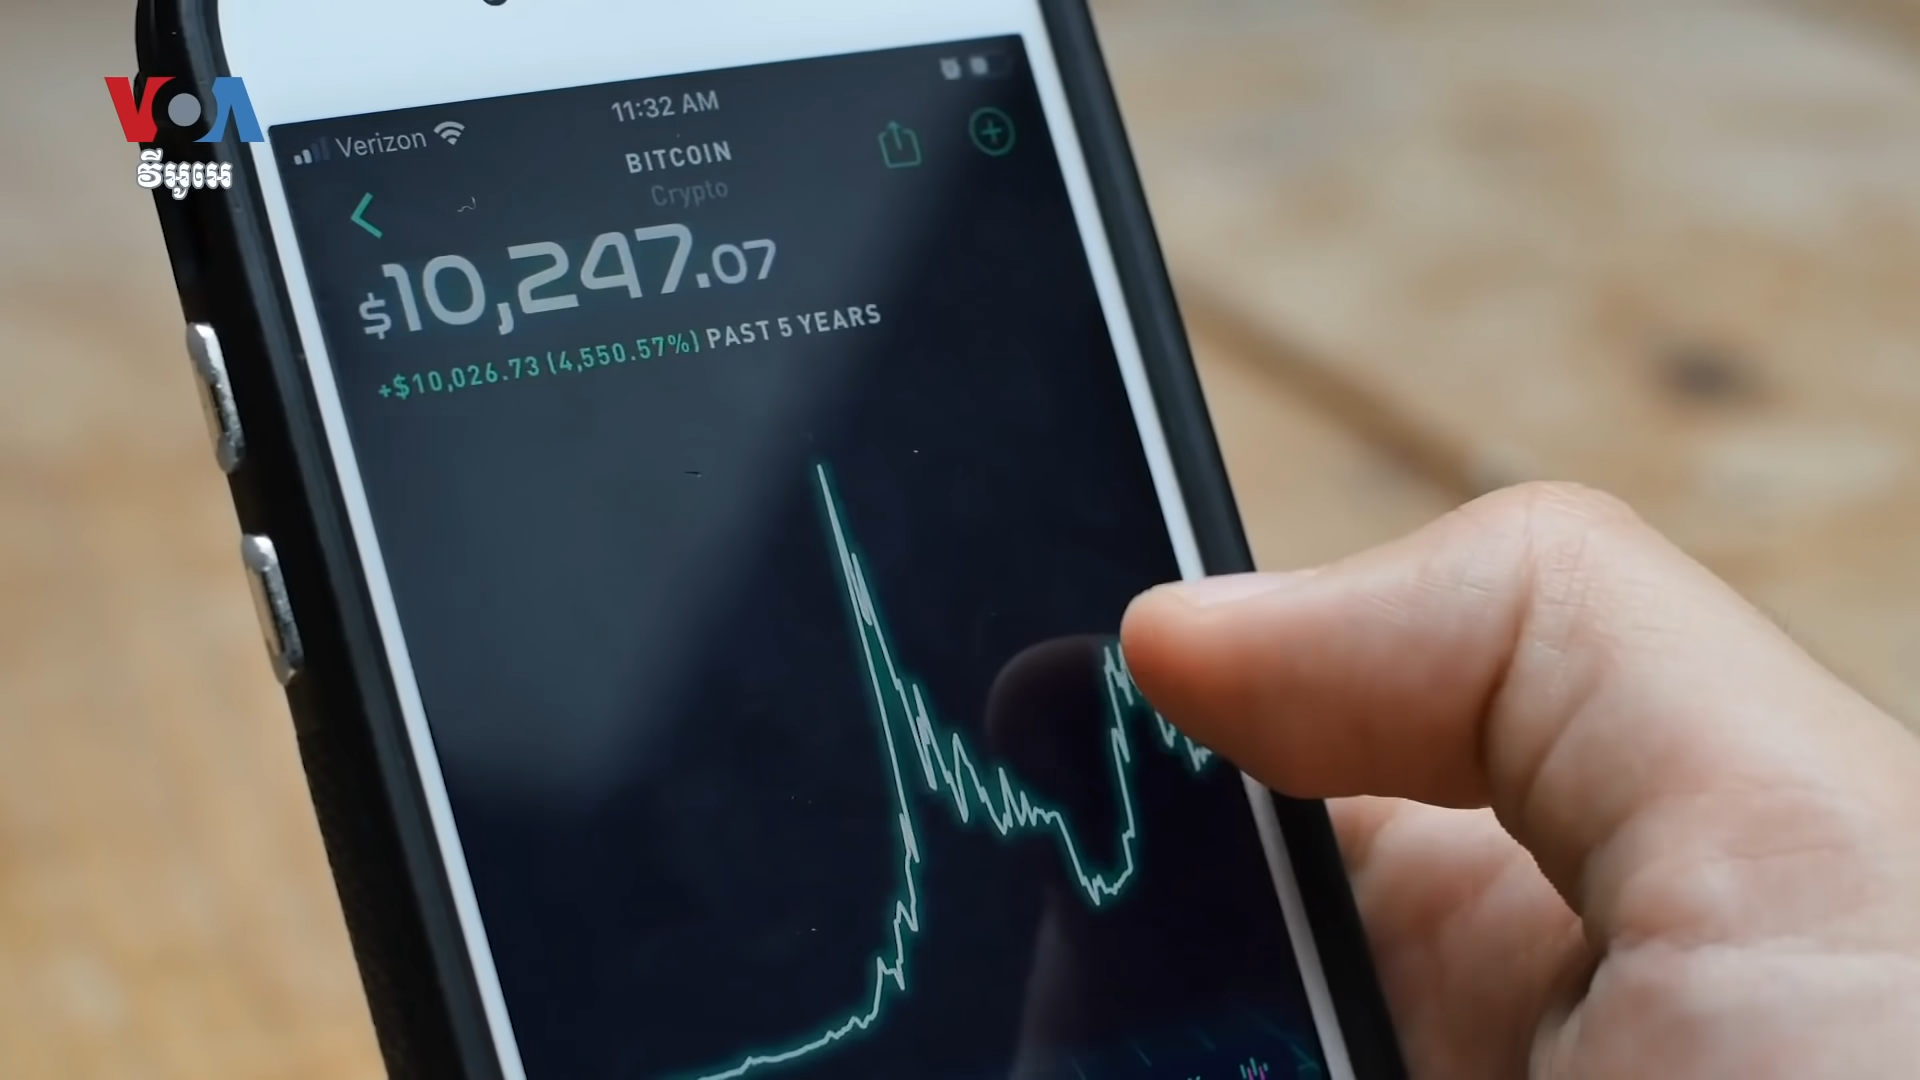 VOA
វីអូអេ
Verizon
11:32 AM
BITCOIN
Crypto
$10,247.07
+$10,026.73 (4,550.57%) PAST 5 YEARS